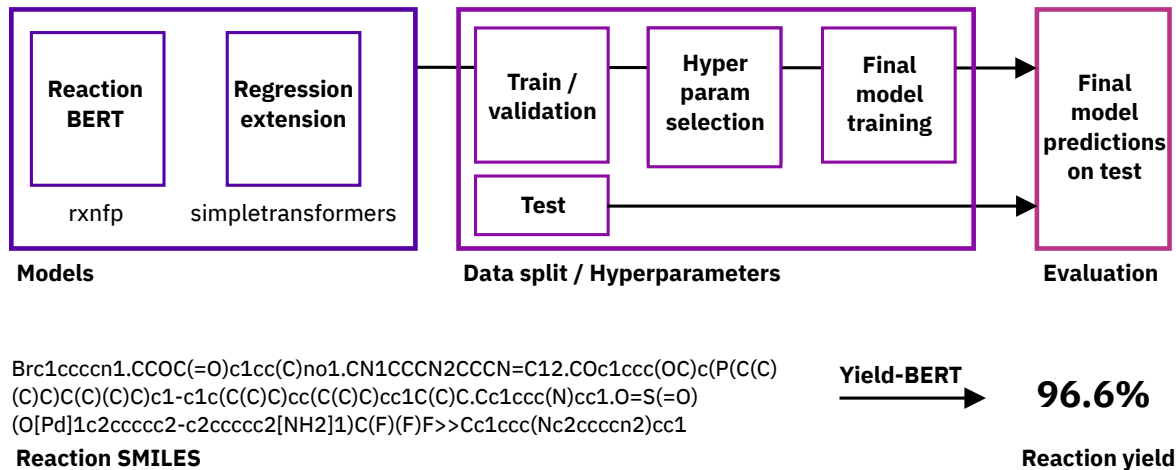 Reaction
BERT
Regression
extension
rxnfp
simpletransformers
Models
Train /
validation
Hyper
param
selection
Final
model
training
Test
Data split / Hyperparameters
Final
model
predictions
on test
Evaluation
Brc1ccccn1.CCOC(=O)c1cc(C)no1.CN1CCCN2CCCN=C12.COc1ccc(OC)c(P(C(C)
(C)C)C(C)(C)C)c1-c1c(C(C)C)cc(C(C)C)cc1C(C)C.Cc1ccc(N)cc1.O=S(=O)
(O[Pd]1c2ccccc2-c2ccccc2[NH2]1)C(F)(F)F>>Cc1ccc(Nc2ccccn2)cc1
Reaction SMILES
Yield-BERT
96.6%
Reaction yield